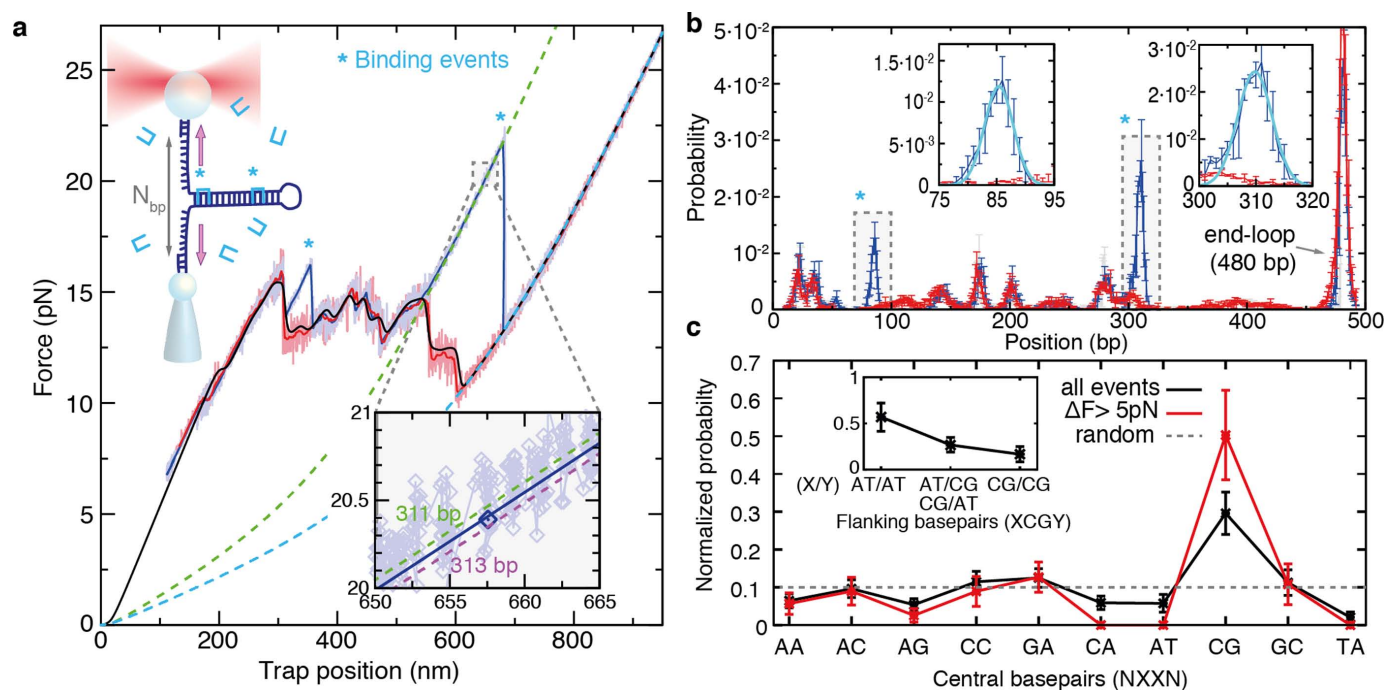 a
* Binding events
Force (pN)
25
20
15
10
5
0
0 200 400 600 800
Trap position (nm)
N_bp
*
*
*
*
21
20.5
20
650 655 660 665
311 bp
313 bp
b
Probability
5·10⁻²
4·10⁻²
3·10⁻²
2·10⁻²
10⁻²
0
0 100 200 300 400 500
Position (bp)
*
*
1.5·10⁻²
10⁻²
5·10⁻³
0
75 85 95
3·10⁻²
2·10⁻²
10⁻²
0
300 310 320
end-loop
(480 bp)
c
Normalized probabilty
0.7
0.6
0.5
0.4
0.3
0.2
0.1
0
all events
ΔF> 5pN
random
1
0.5
0
(X/Y) AT/AT AT/CG CG/CG
CG/AT
Flanking basepairs (XCGY)
AA AC AG CC GA CA AT CG GC TA
Central basepairs (NXXN)